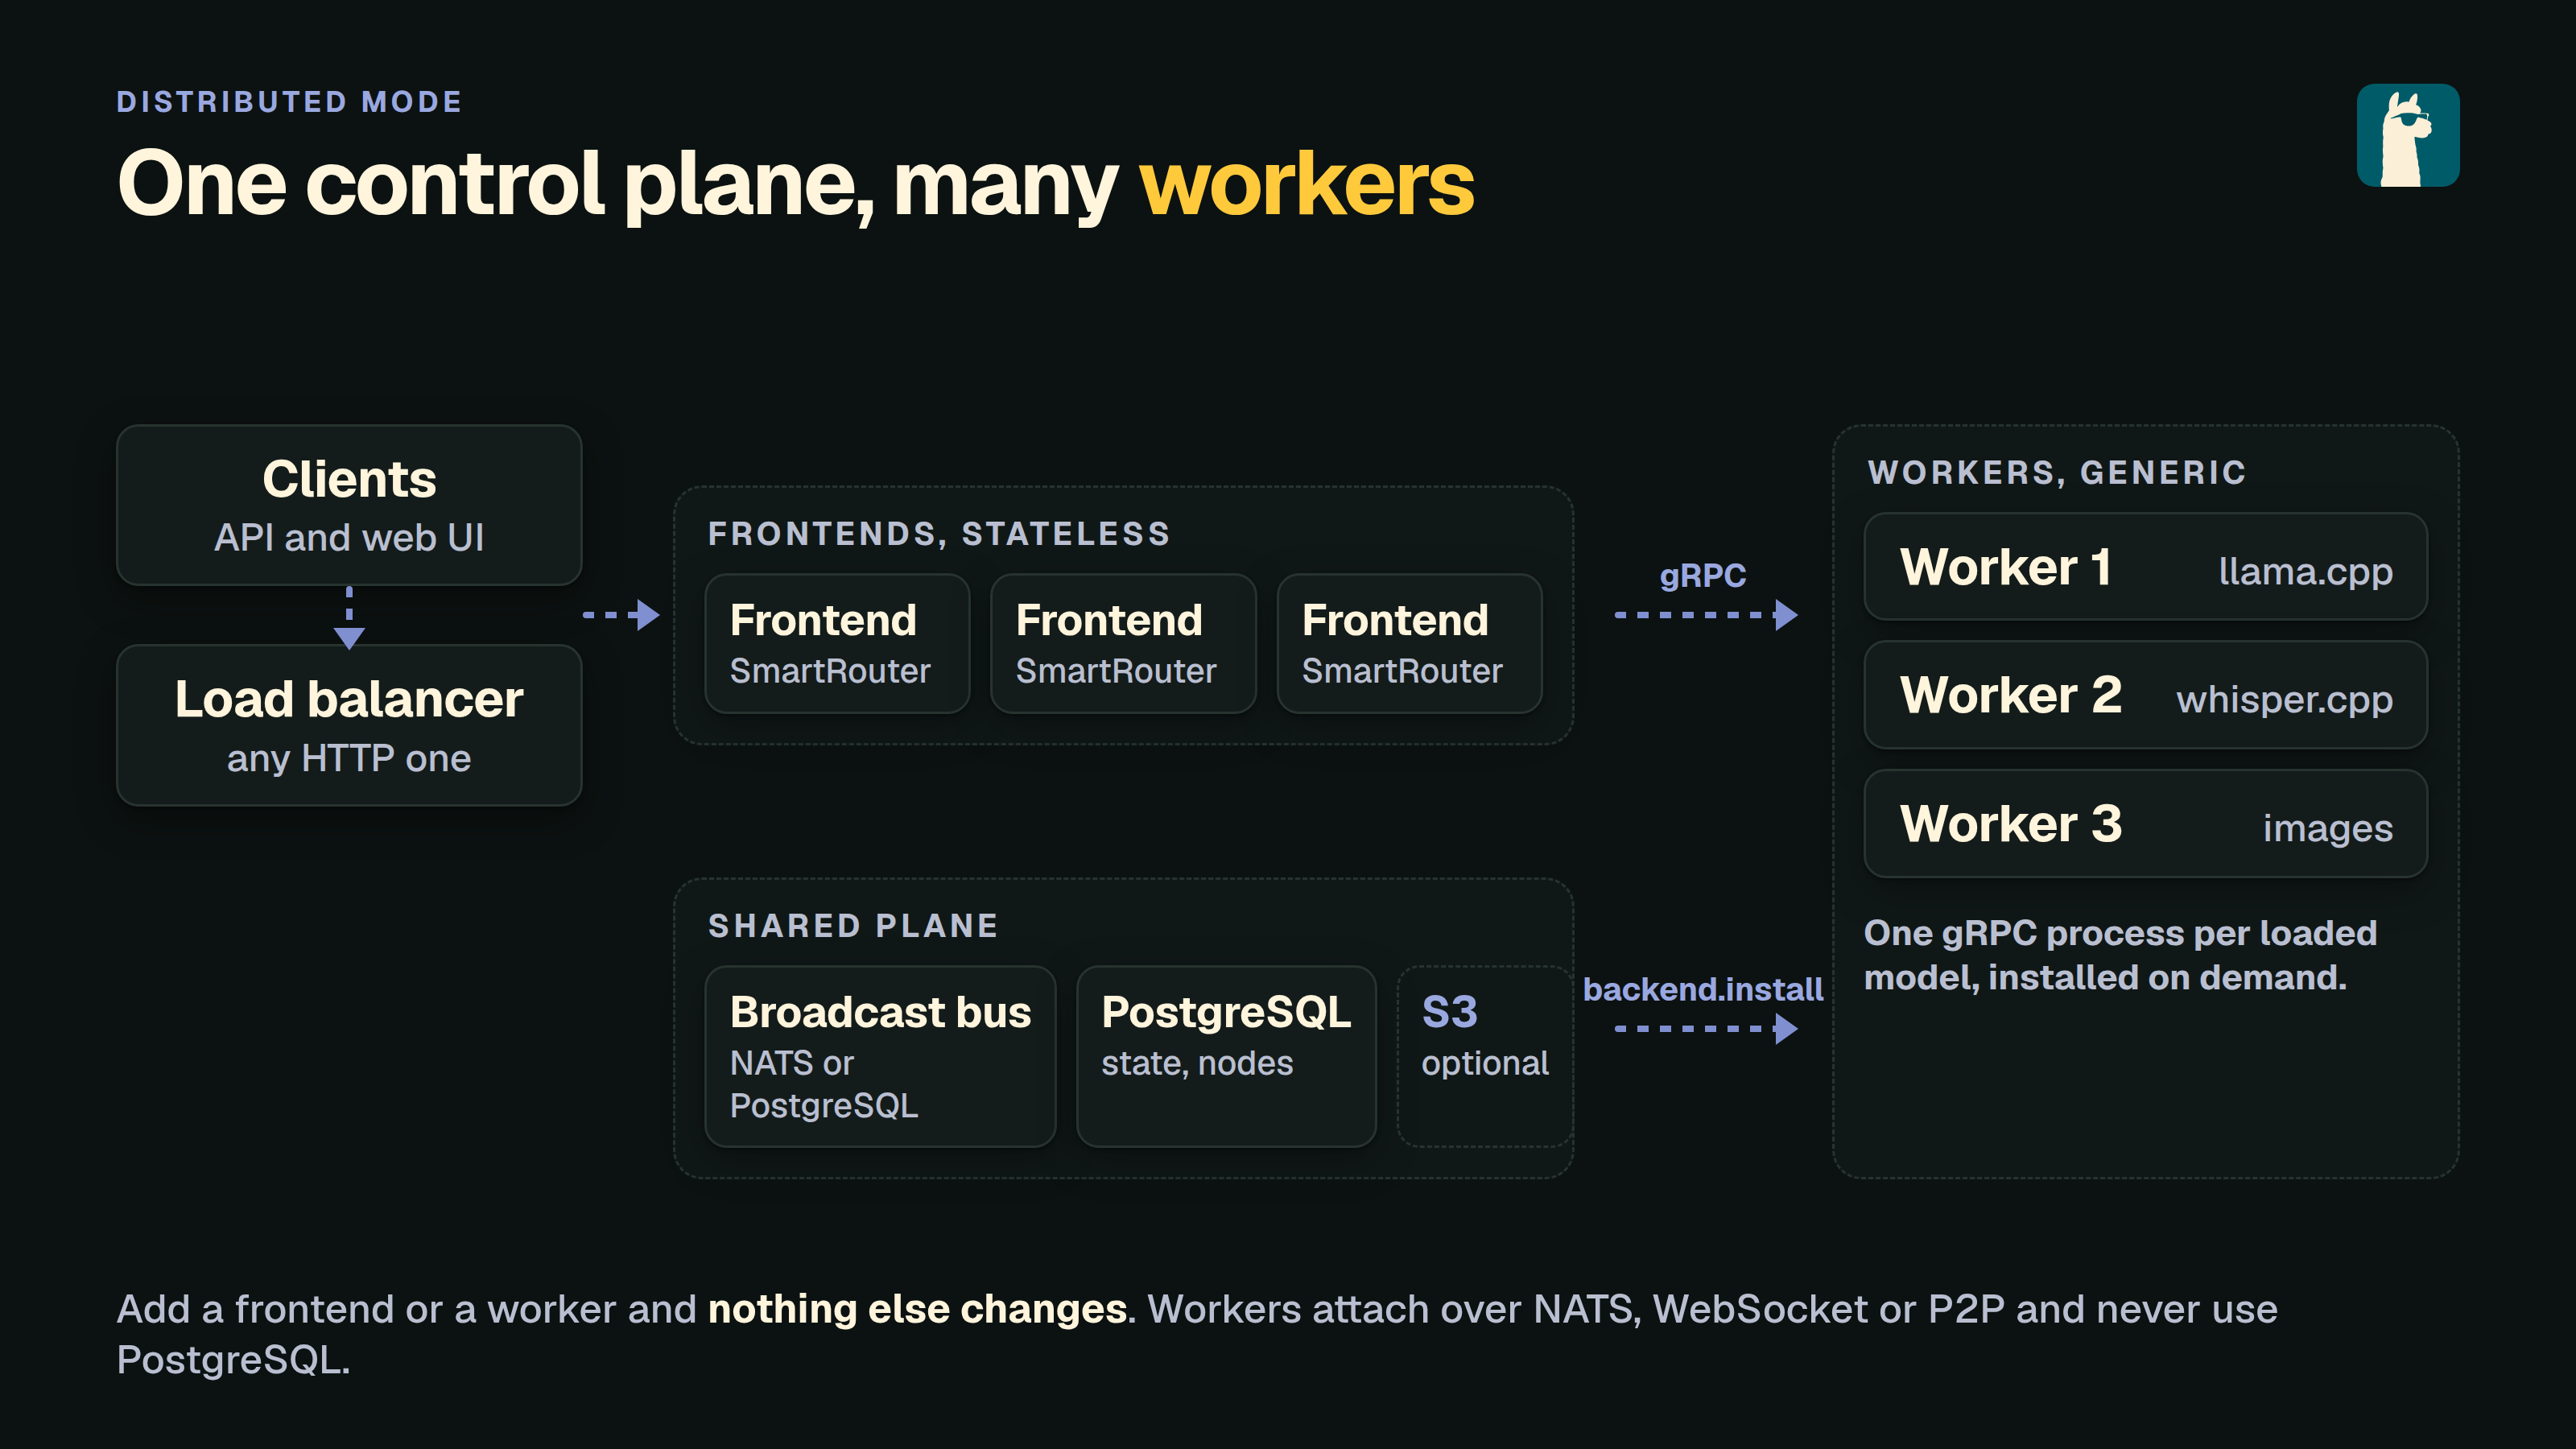 DISTRIBUTED MODE
One control plane, many workers
Clients
API and web UI
Load balancer
any HTTP one
FRONTENDS, STATELESS
Frontend
SmartRouter
Frontend
SmartRouter
Frontend
SmartRouter
SHARED PLANE
Broadcast bus
NATS or
PostgreSQL
PostgreSQL
state, nodes
S3
optional
gRPC
backend.install
WORKERS, GENERIC
Worker 1 llama.cpp
Worker 2 whisper.cpp
Worker 3 images
One gRPC process per loaded
model, installed on demand.
Add a frontend or a worker and nothing else changes. Workers attach over NATS, WebSocket or P2P and never use
PostgreSQL.